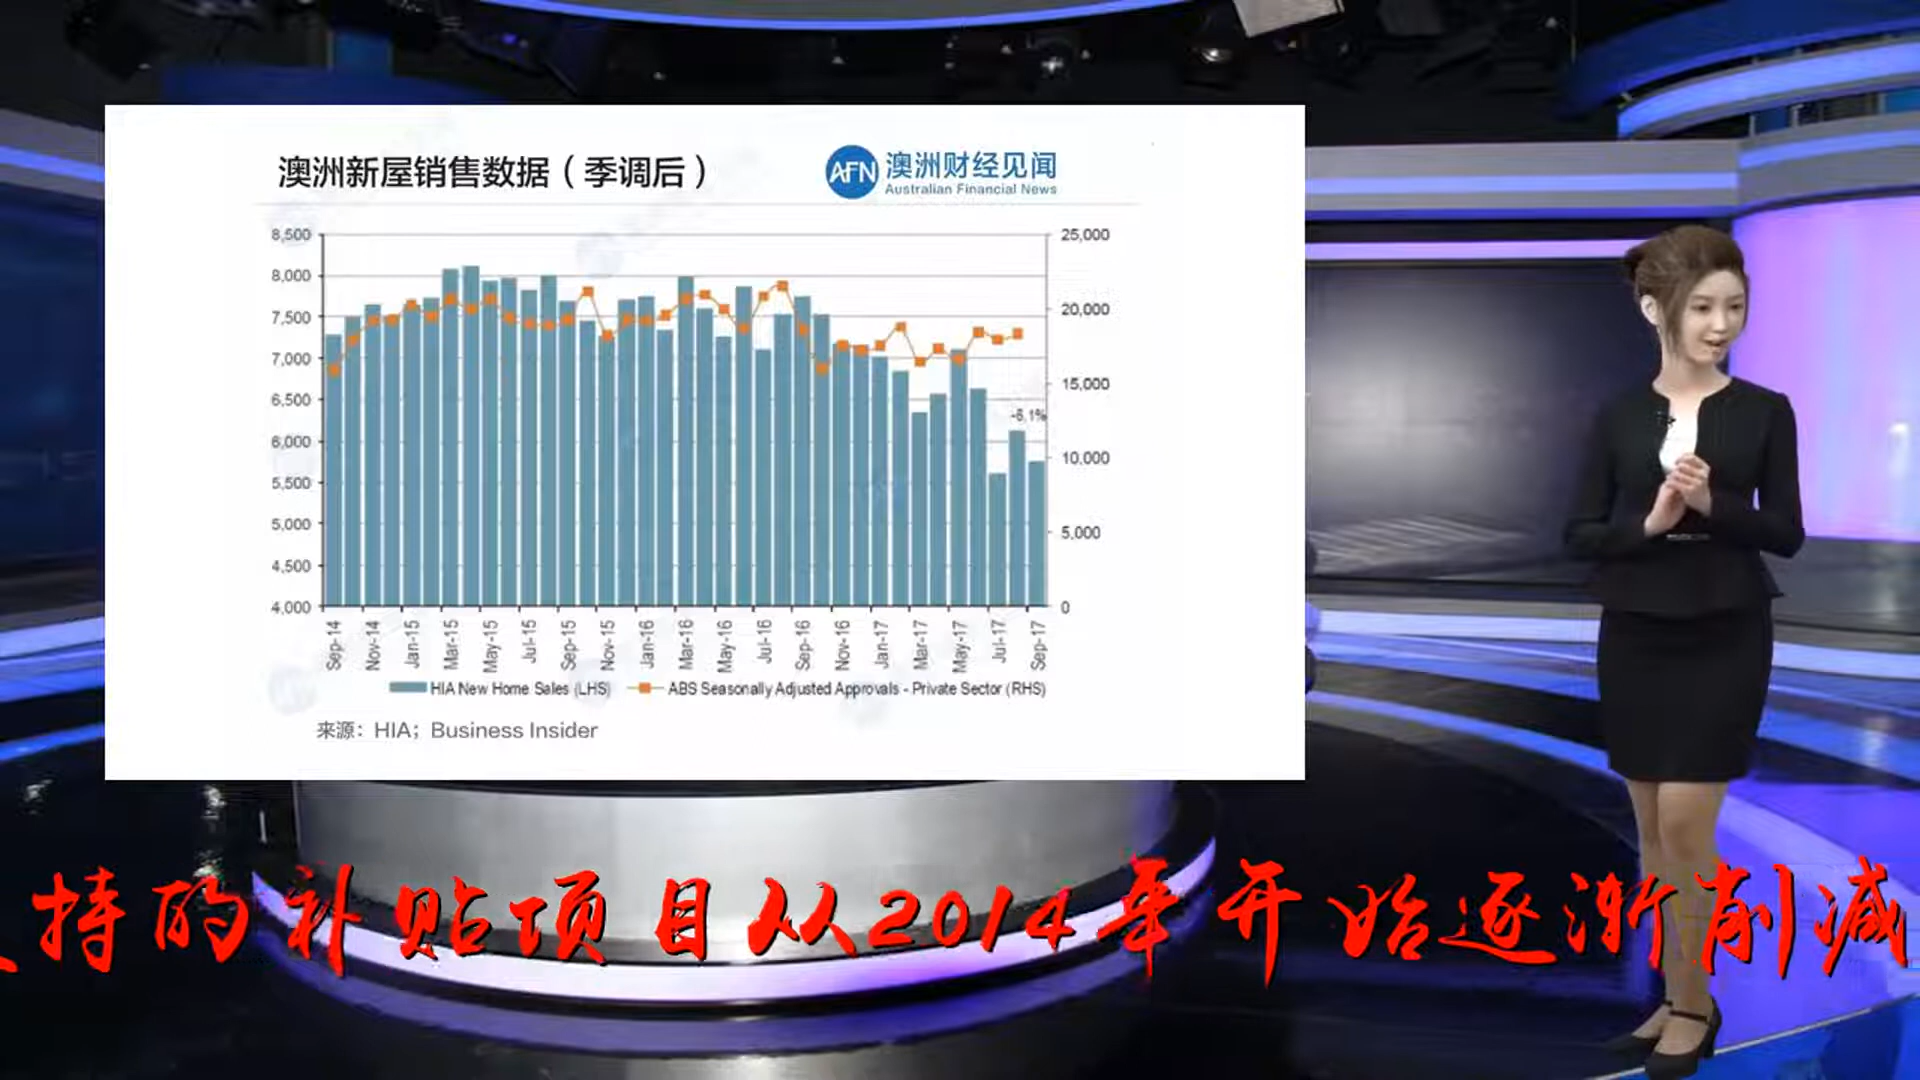 澳洲新屋销售数据（季调后）
AFN 澳洲财经见闻
Australian Financial News
8,500
8,000
7,500
7,000
6,500
6,000
5,500
5,000
4,500
4,000
25,000
20,000
15,000
10,000
5,000
0
-6.1%
Sep-14
Nov-14
Jan-15
Mar-15
May-15
Jul-15
Sep-15
Nov-15
Jan-16
Mar-16
May-16
Jul-16
Sep-16
Nov-16
Jan-17
Mar-17
May-17
Jul-17
Sep-17
HIA New Home Sales (LHS)
ABS Seasonally Adjusted Approvals - Private Sector (RHS)
来源：HIA；Business Insider
持的补贴项目从2014年开始逐渐削减